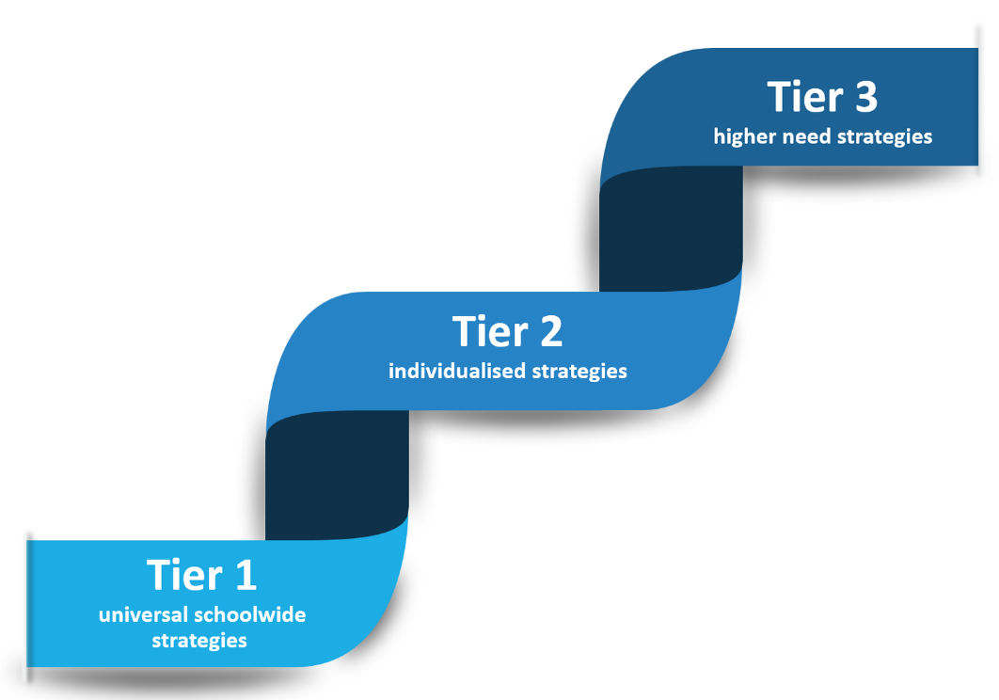 Tier 3
higher need strategies
Tier 2
individualised strategies
Tier 1
universal schoolwide
strategies